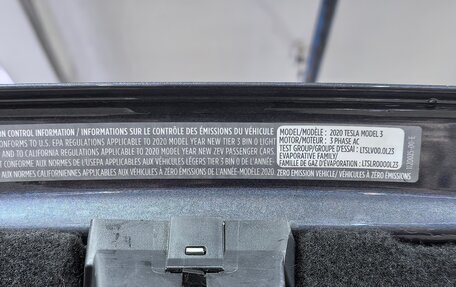 ON CONTROL INFORMATION / INFORMATIONS SUR LE CONTRÔLE DES ÉMISSIONS DU VÉHICULE
ONFORMS TO U.S. EPA REGULATIONS APPLICABLE TO 2020 MODEL YEAR NEW TIER 3 BIN 0 LIGHT
AND TO CALIFORNIA REGULATIONS APPLICABLE TO 2020 MODEL YEAR NEW ZEV PASSENGER CARS.
CONFORME AUX RÉGLEMENTATIONS DE L'USEPA APPLICABLES AUX VÉHICULES LÉGERS TIERS 3 BIN 0 DE L'ANNÉE
AUX NORMES CALIFORNIENNES APPLICABLES AUX VÉHICULES À ZÉRO ÉMISSIONS DE L'ANNÉE MODÈLE 2020
MODEL/MODÈLE: 2020 TESLA MODEL 3
MOTOR/MOTEUR: 3 PHASE AC
TEST GROUP/GROUPE D'ESSAI: LTSLV00.0L23
EVAPORATIVE FAMILY/
FAMILLE DE GAZ D'ÉVAPORATION: LTSLR0000L23
ZERO EMISSION VEHICLE/ VÉHICULES À ZÉRO ÉMISSIONS